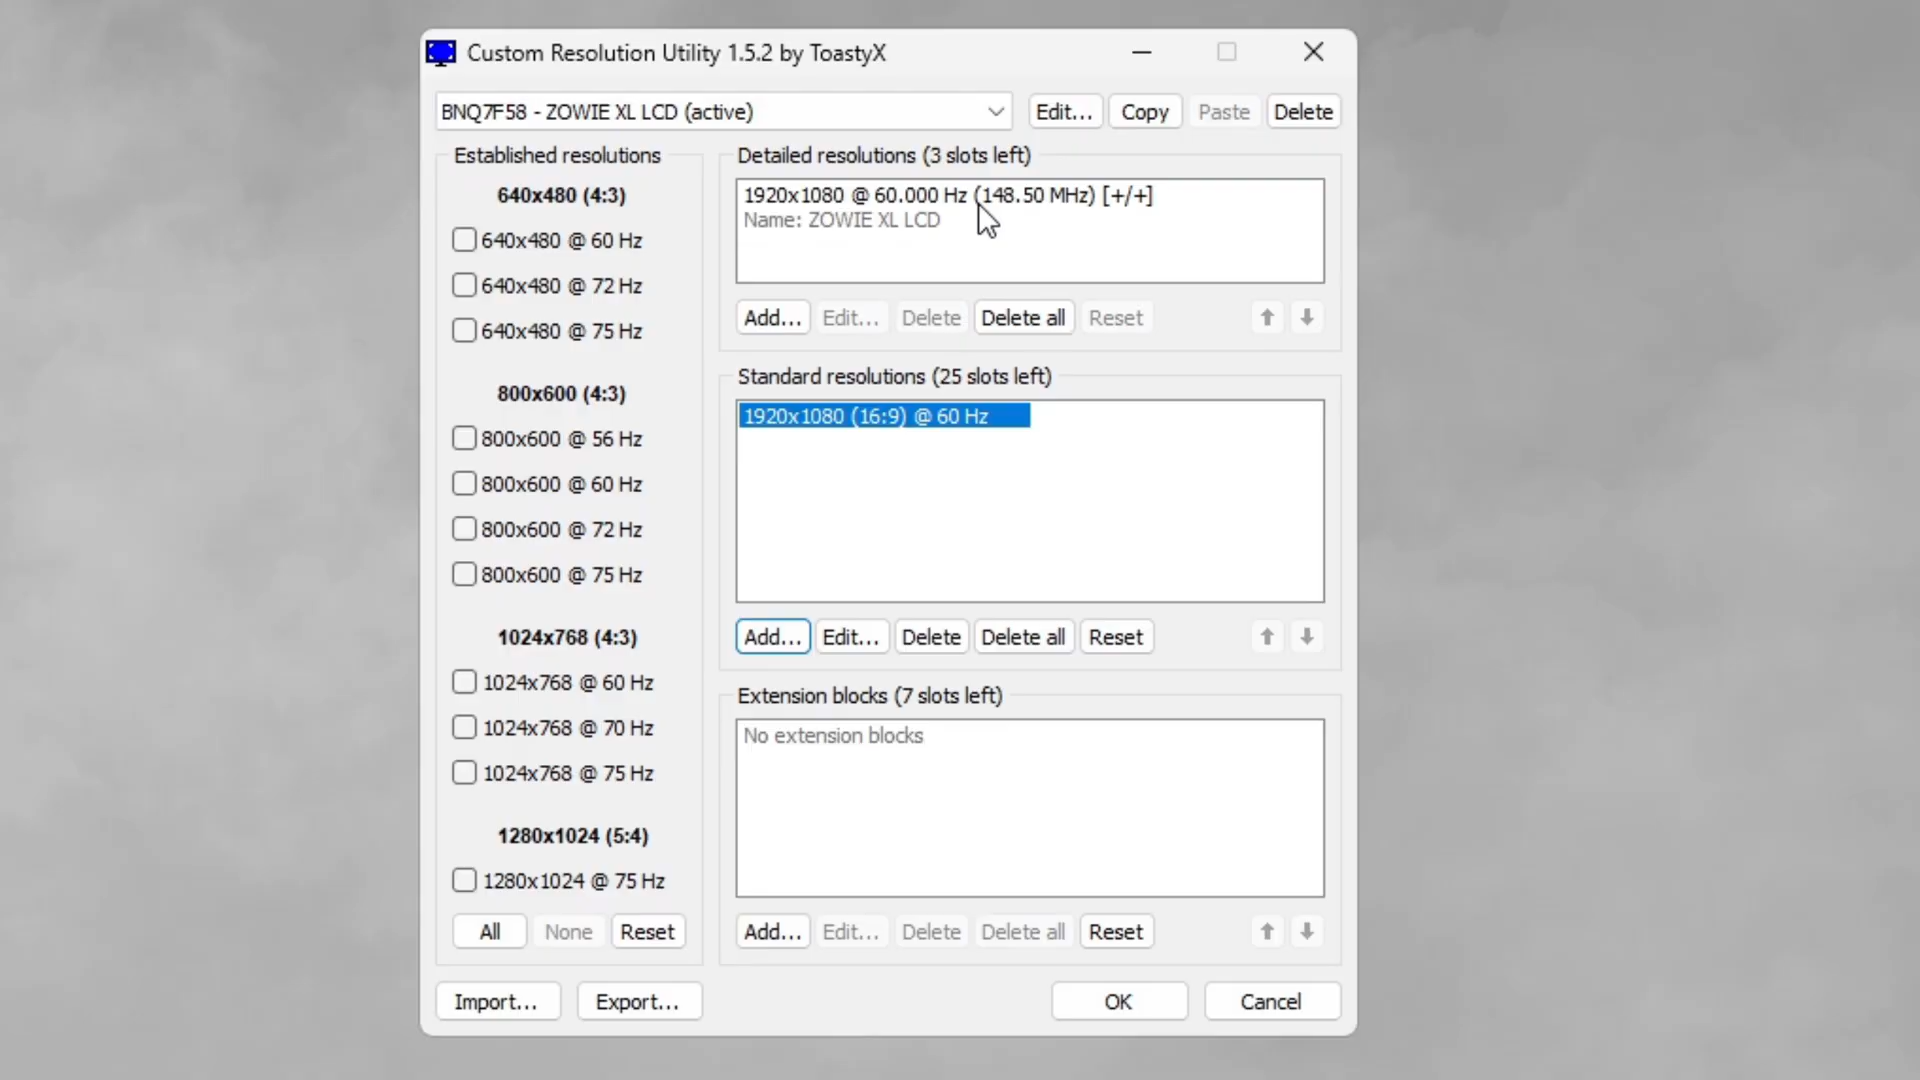 Custom Resolution Utility 1.5.2 by ToastyX
BNQ7F58 - ZOWIE XL LCD (active)
Edit...
Copy
Paste
Delete
Established resolutions
640x480 (4:3)
640x480 @ 60 Hz
640x480 @ 72 Hz
640x480 @ 75 Hz
800x600 (4:3)
800x600 @ 56 Hz
800x600 @ 60 Hz
800x600 @ 72 Hz
800x600 @ 75 Hz
1024x768 (4:3)
1024x768 @ 60 Hz
1024x768 @ 70 Hz
1024x768 @ 75 Hz
1280x1024 (5:4)
1280x1024 @ 75 Hz
All
None
Reset
Detailed resolutions (3 slots left)
1920x1080 @ 60.000 Hz (148.50 MHz) [+/+]
Name: ZOWIE XL LCD
Add...
Edit...
Delete
Delete all
Reset
Standard resolutions (25 slots left)
1920x1080 (16:9) @ 60 Hz
Add...
Edit...
Delete
Delete all
Reset
Extension blocks (7 slots left)
No extension blocks
Add...
Edit...
Delete
Delete all
Reset
Import...
Export...
OK
Cancel